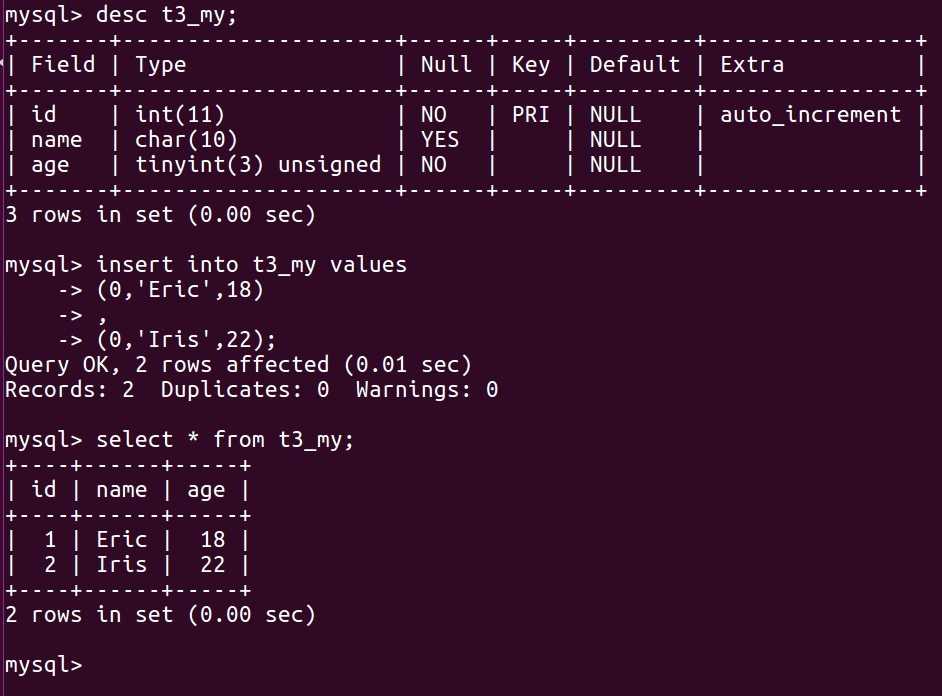 mysql> desc t3_my;
+-------+---------------------+------+-----+---------+----------------+
| Field | Type                | Null | Key | Default | Extra          |
+-------+---------------------+------+-----+---------+----------------+
| id    | int(11)             | NO   | PRI | NULL    | auto_increment |
| name  | char(10)            | YES  |     | NULL    |                |
| age   | tinyint(3) unsigned | NO   |     | NULL    |                |
+-------+---------------------+------+-----+---------+----------------+
3 rows in set (0.00 sec)

mysql> insert into t3_my values
    -> (0,'Eric',18)
    -> ,
    -> (0,'Iris',22);
Query OK, 2 rows affected (0.01 sec)
Records: 2  Duplicates: 0  Warnings: 0

mysql> select * from t3_my;
+----+------+-----+
| id | name | age |
+----+------+-----+
|  1 | Eric |  18 |
|  2 | Iris |  22 |
+----+------+-----+
2 rows in set (0.00 sec)

mysql>